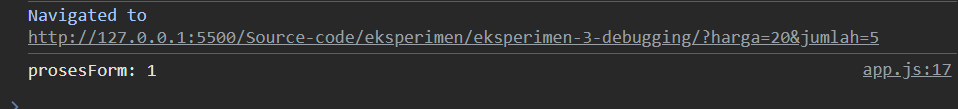 Navigated to
http://127.0.0.1:5500/Source-code/eksperimen/eksperimen-3-debugging/?harga=20&jumlah=5
prosesForm: 1 app.js:17